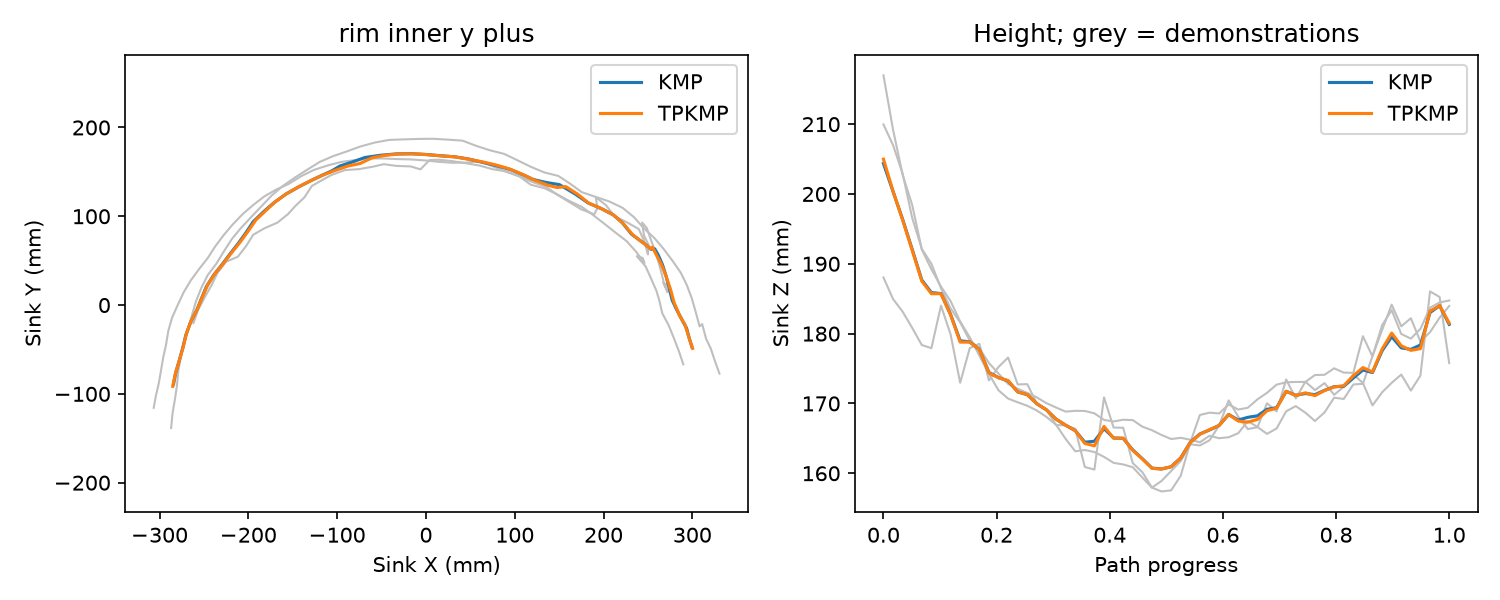 rim inner y plus
KMP
TPKMP
200
100
0
−100
−200
Sink Y (mm)
−300
−200
−100
0
100
200
300
Sink X (mm)
Height; grey = demonstrations
KMP
TPKMP
210
200
190
180
170
160
Sink Z (mm)
0.0
0.2
0.4
0.6
0.8
1.0
Path progress